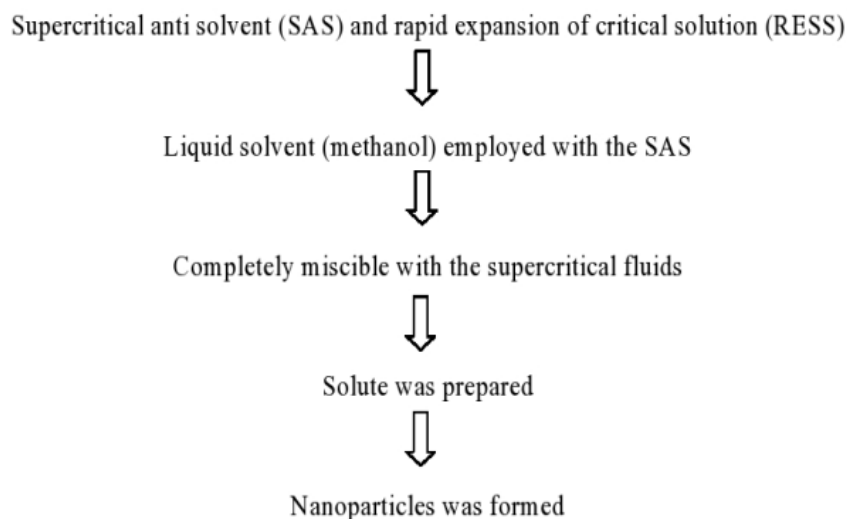 Supercritical anti solvent (SAS) and rapid expansion of critical solution (RESS)
Liquid solvent (methanol) employed with the SAS
Completely miscible with the supercritical fluids
Solute was prepared
Nanoparticles was formed